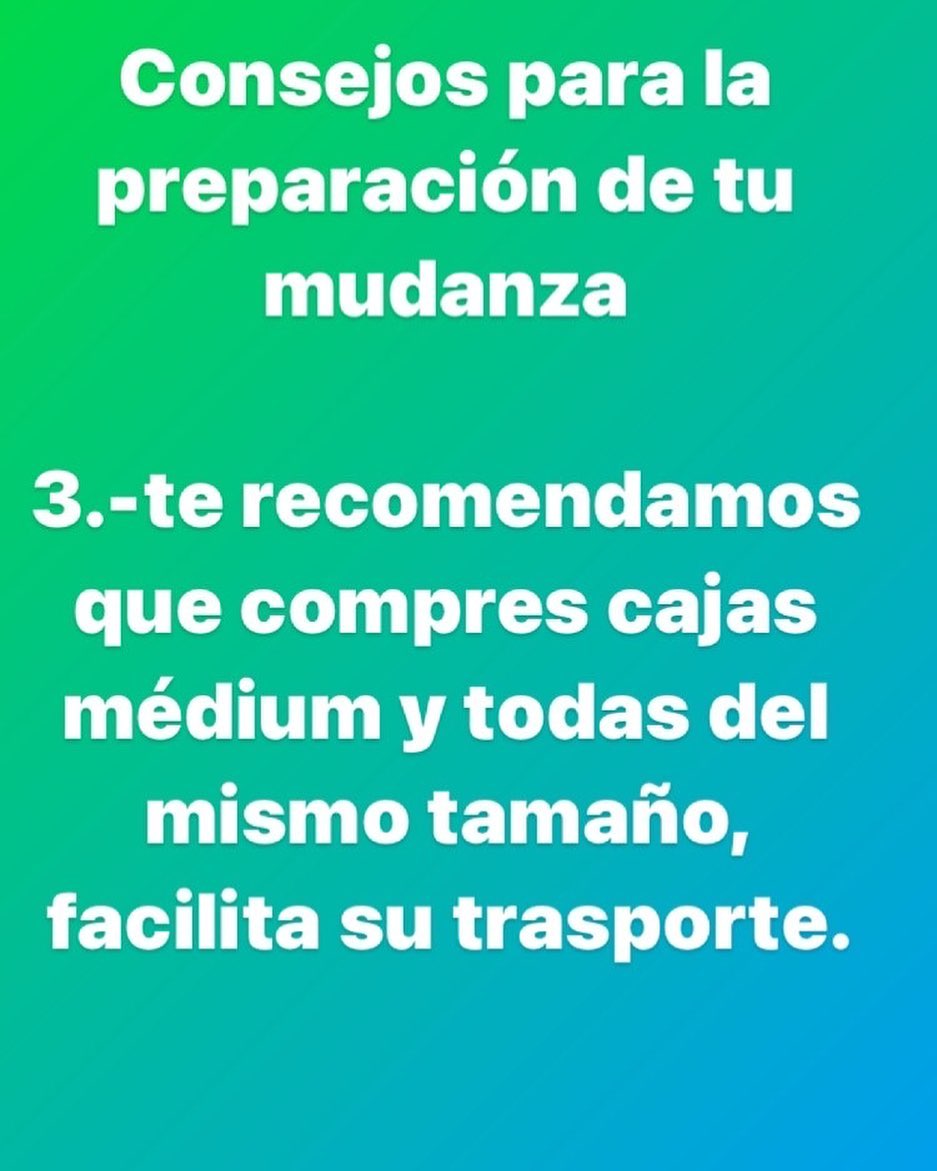 Consejos para la
preparación de tu
mudanza
3.-te recomendamos
que compres cajas
médium y todas del
mismo tamaño,
facilita su trasporte.